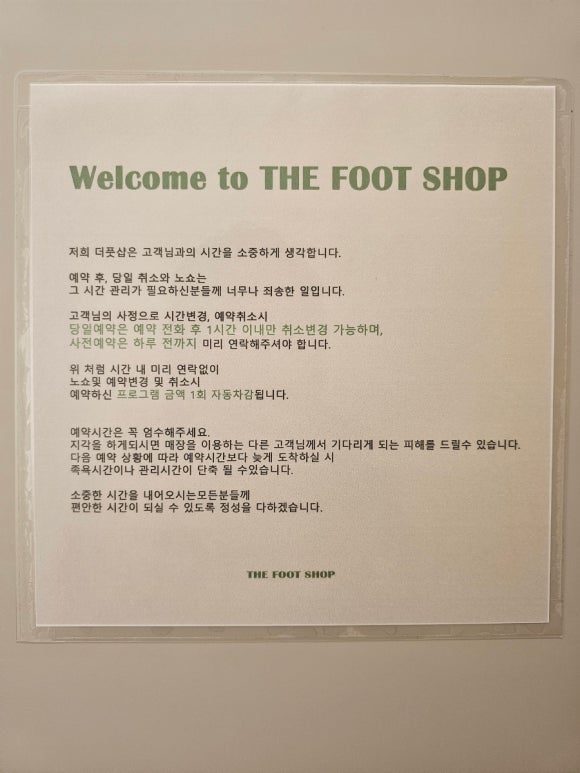 Welcome to THE FOOT SHOP
저희 더풋샵은 고객님과의 시간을 소중하게 생각합니다.
예약 후, 당일 취소와 노쇼는
그 시간 관리가 필요하신분들께 너무나 죄송한 일입니다.
고객님의 사정으로 시간변경, 예약취소시
당일예약은 예약 전화 후 1시간 이내만 취소변경 가능하며,
사전예약은 하루 전까지 미리 연락해주셔야 합니다.
위 처럼 시간 내 미리 연락없이
노쇼및 예약변경 및 취소시
예약하신 프로그램 금액 1회 자동차감됩니다.
예약시간은 꼭 엄수해주세요.
지각을 하게되시면 매장을 이용하는 다른 고객님께서 기다리게 되는 피해를 드릴수 있습니다.
다음 예약 상황에 따라 예약시간보다 늦게 도착하실 시
족욕시간이나 관리시간이 단축 될 수있습니다.
소중한 시간을 내어오시는모든분들께
편안한 시간이 되실 수 있도록 정성을 다하겠습니다.
THE FOOT SHOP